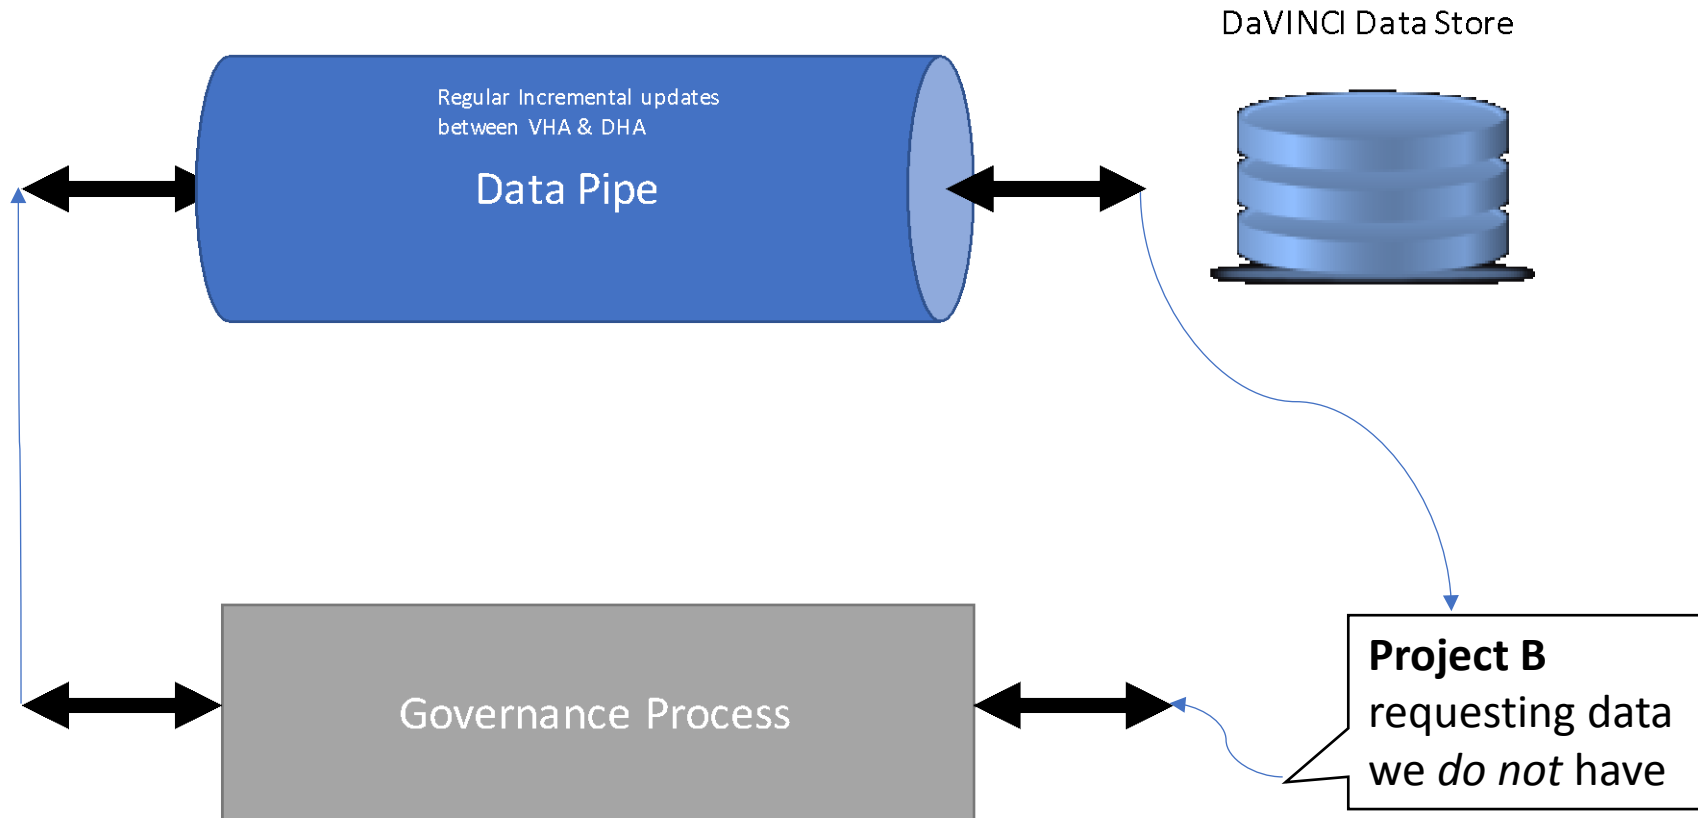 DaVINCI Data Store
Regular Incremental updates
between VHA & DHA
Data Pipe
Governance Process
Project B
requesting data
we do not have